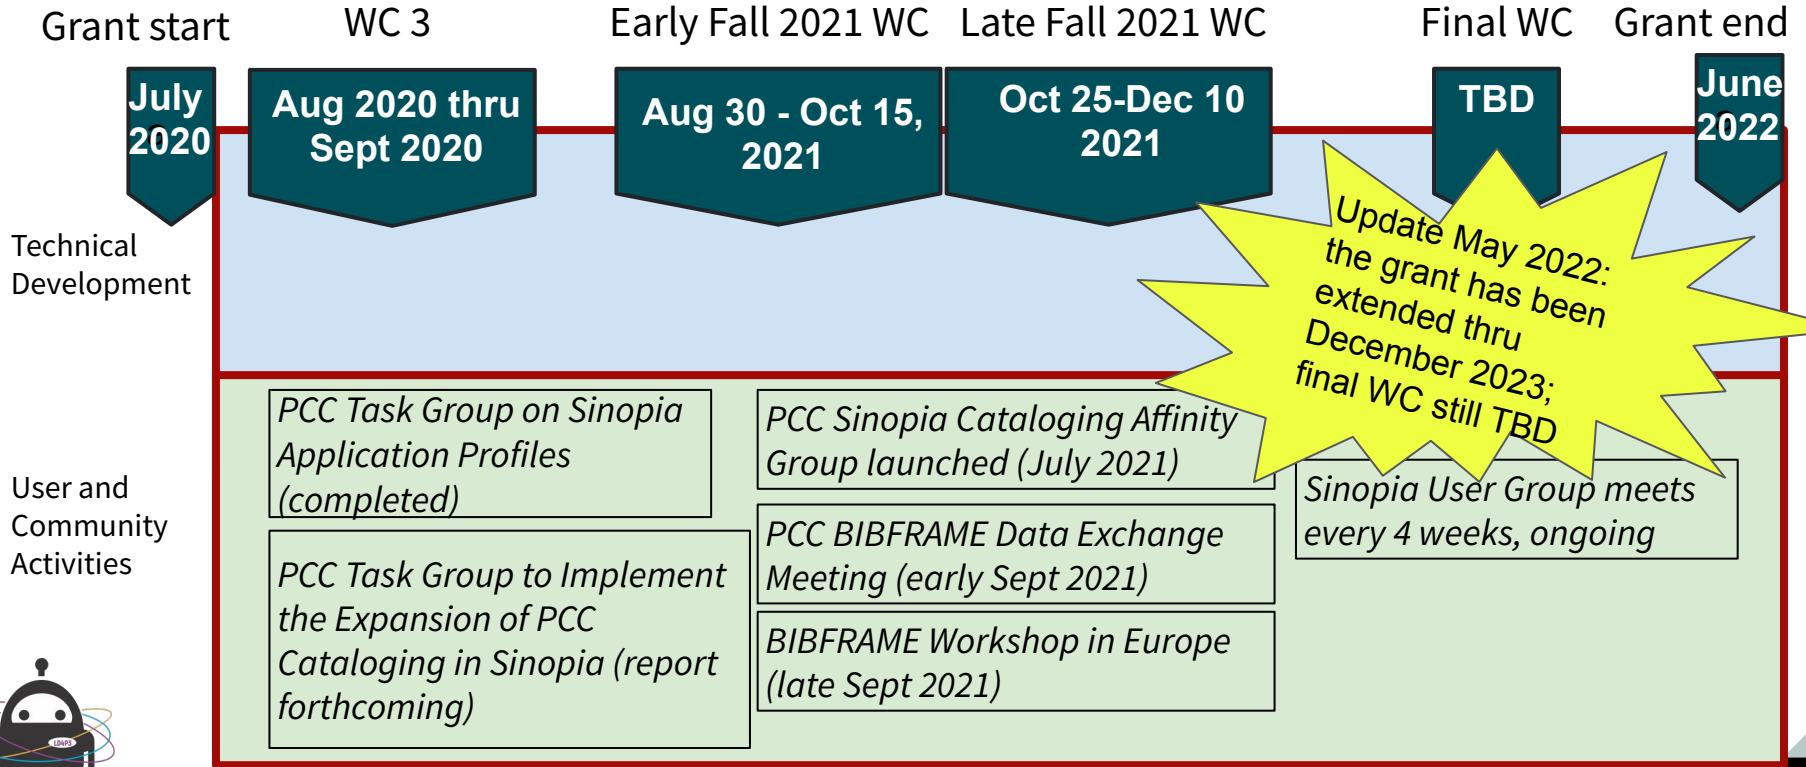 Grant start
WC 3
Early Fall 2021 WC
Late Fall 2021 WC
Final WC
Grant end
July
2020
Aug 2020 thru
Sept 2020
Aug 30 - Oct 15,
2021
Oct 25-Dec 10
2021
TBD
June
2022
Technical
Development
Update May 2022:
the grant has been
extended thru
December 2023;
final WC still TBD
User and
Community
Activities
PCC Task Group on Sinopia
Application Profiles
(completed)
PCC Task Group to Implement
the Expansion of PCC
Cataloging in Sinopia (report
forthcoming)
PCC Sinopia Cataloging Affinity
Group launched (July 2021)
PCC BIBFRAME Data Exchange
Meeting (early Sept 2021)
BIBFRAME Workshop in Europe
(late Sept 2021)
Sinopia User Group meets
every 4 weeks, ongoing
LD4P3